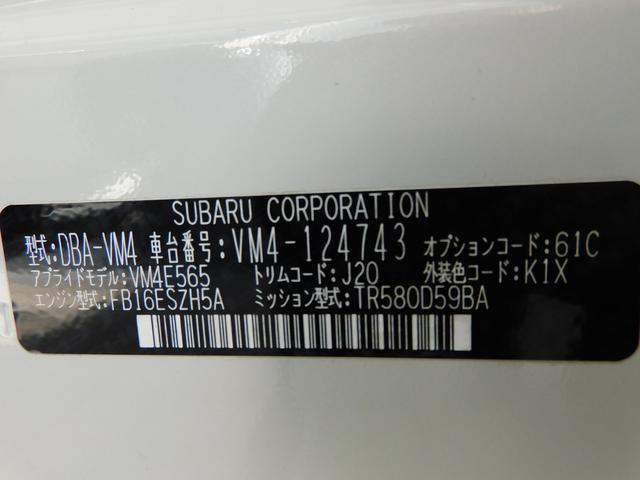 SUBARU CORPORATION
型式:DBA-VM4 車台番号:VM4-124743 オプションコード:61C
アプライドモデル:VM4E565 トリムコード:J20 外装色コード:K1X
エンジン型式:FB16ESZH5A ミッション型式:TR580D59BA